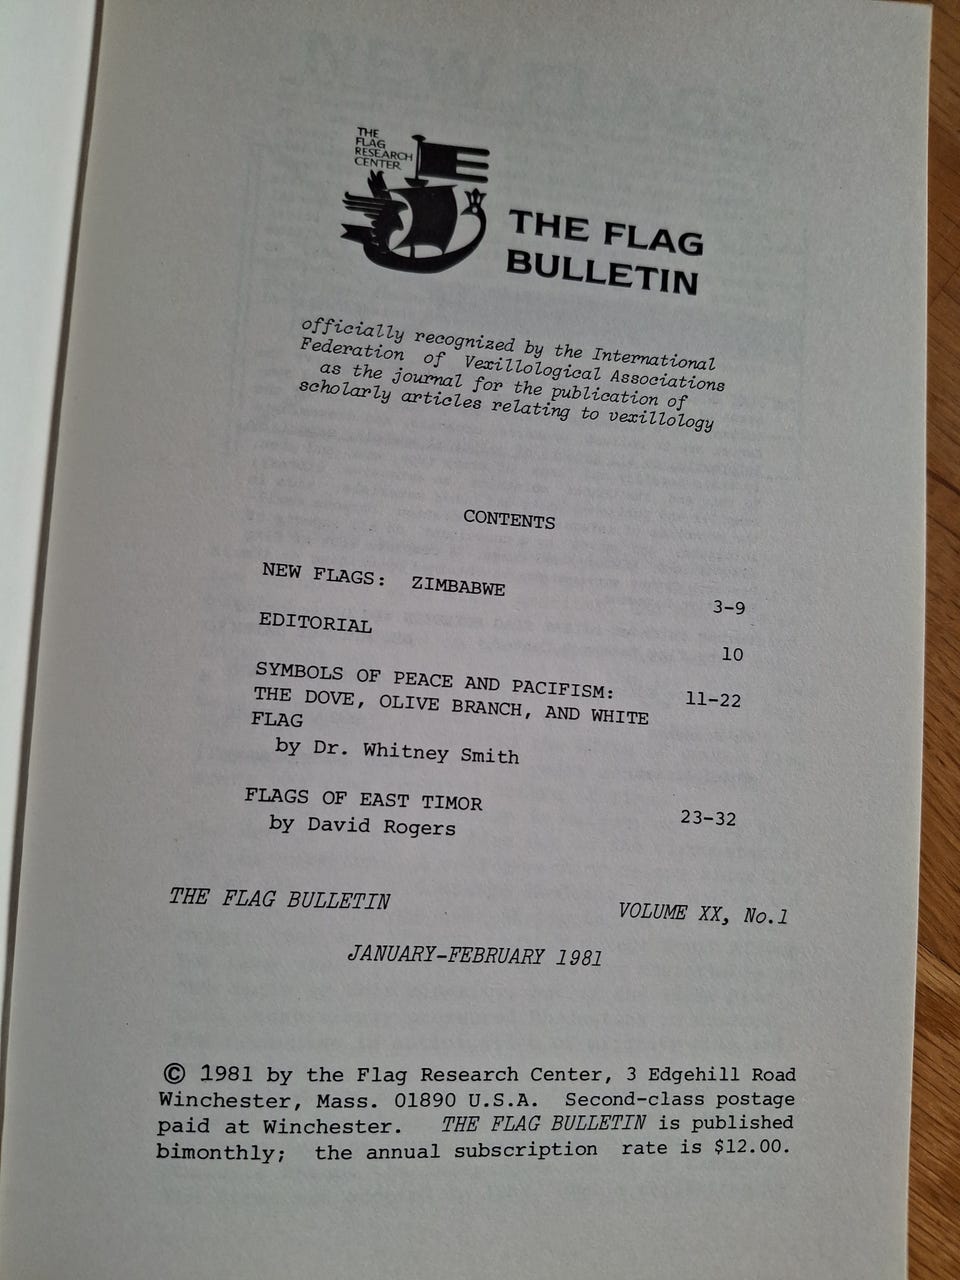 THE
FLAG
RESEARCH
CENTER
THE FLAG
BULLETIN
officially recognized by the International
Federation of Vexillological Associations
as the journal for the publication of
scholarly articles relating to vexillology
CONTENTS
NEW FLAGS: ZIMBABWE 3-9
EDITORIAL 10
SYMBOLS OF PEACE AND PACIFISM: 11-22
THE DOVE, OLIVE BRANCH, AND WHITE
FLAG
by Dr. Whitney Smith
FLAGS OF EAST TIMOR 23-32
by David Rogers
THE FLAG BULLETIN VOLUME XX, No.1
JANUARY-FEBRUARY 1981
© 1981 by the Flag Research Center, 3 Edgehill Road
Winchester, Mass. 01890 U.S.A. Second-class postage
paid at Winchester. THE FLAG BULLETIN is published
bimonthly; the annual subscription rate is $12.00.